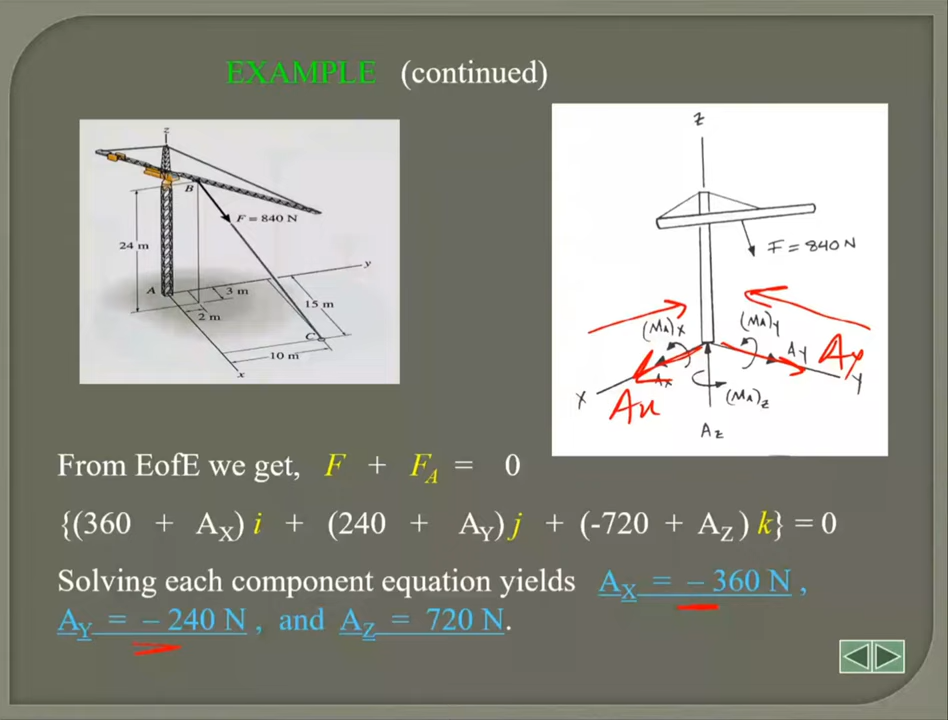 EXAMPLE (continued)
z
B
F = 840 N
24 m
y
A
3 m
15 m
2 m
C
10 m
x
Z
F = 840 N
(MA)X
(MA)y
Ay
Ay
Ax
Ax
X
Y
(MA)z
Az
From EofE we get, F + FA = 0
{(360 + AX) i + (240 + AY) j + (-720 + AZ) k} = 0
Solving each component equation yields AX = – 360 N ,
AY = – 240 N , and AZ = 720 N.